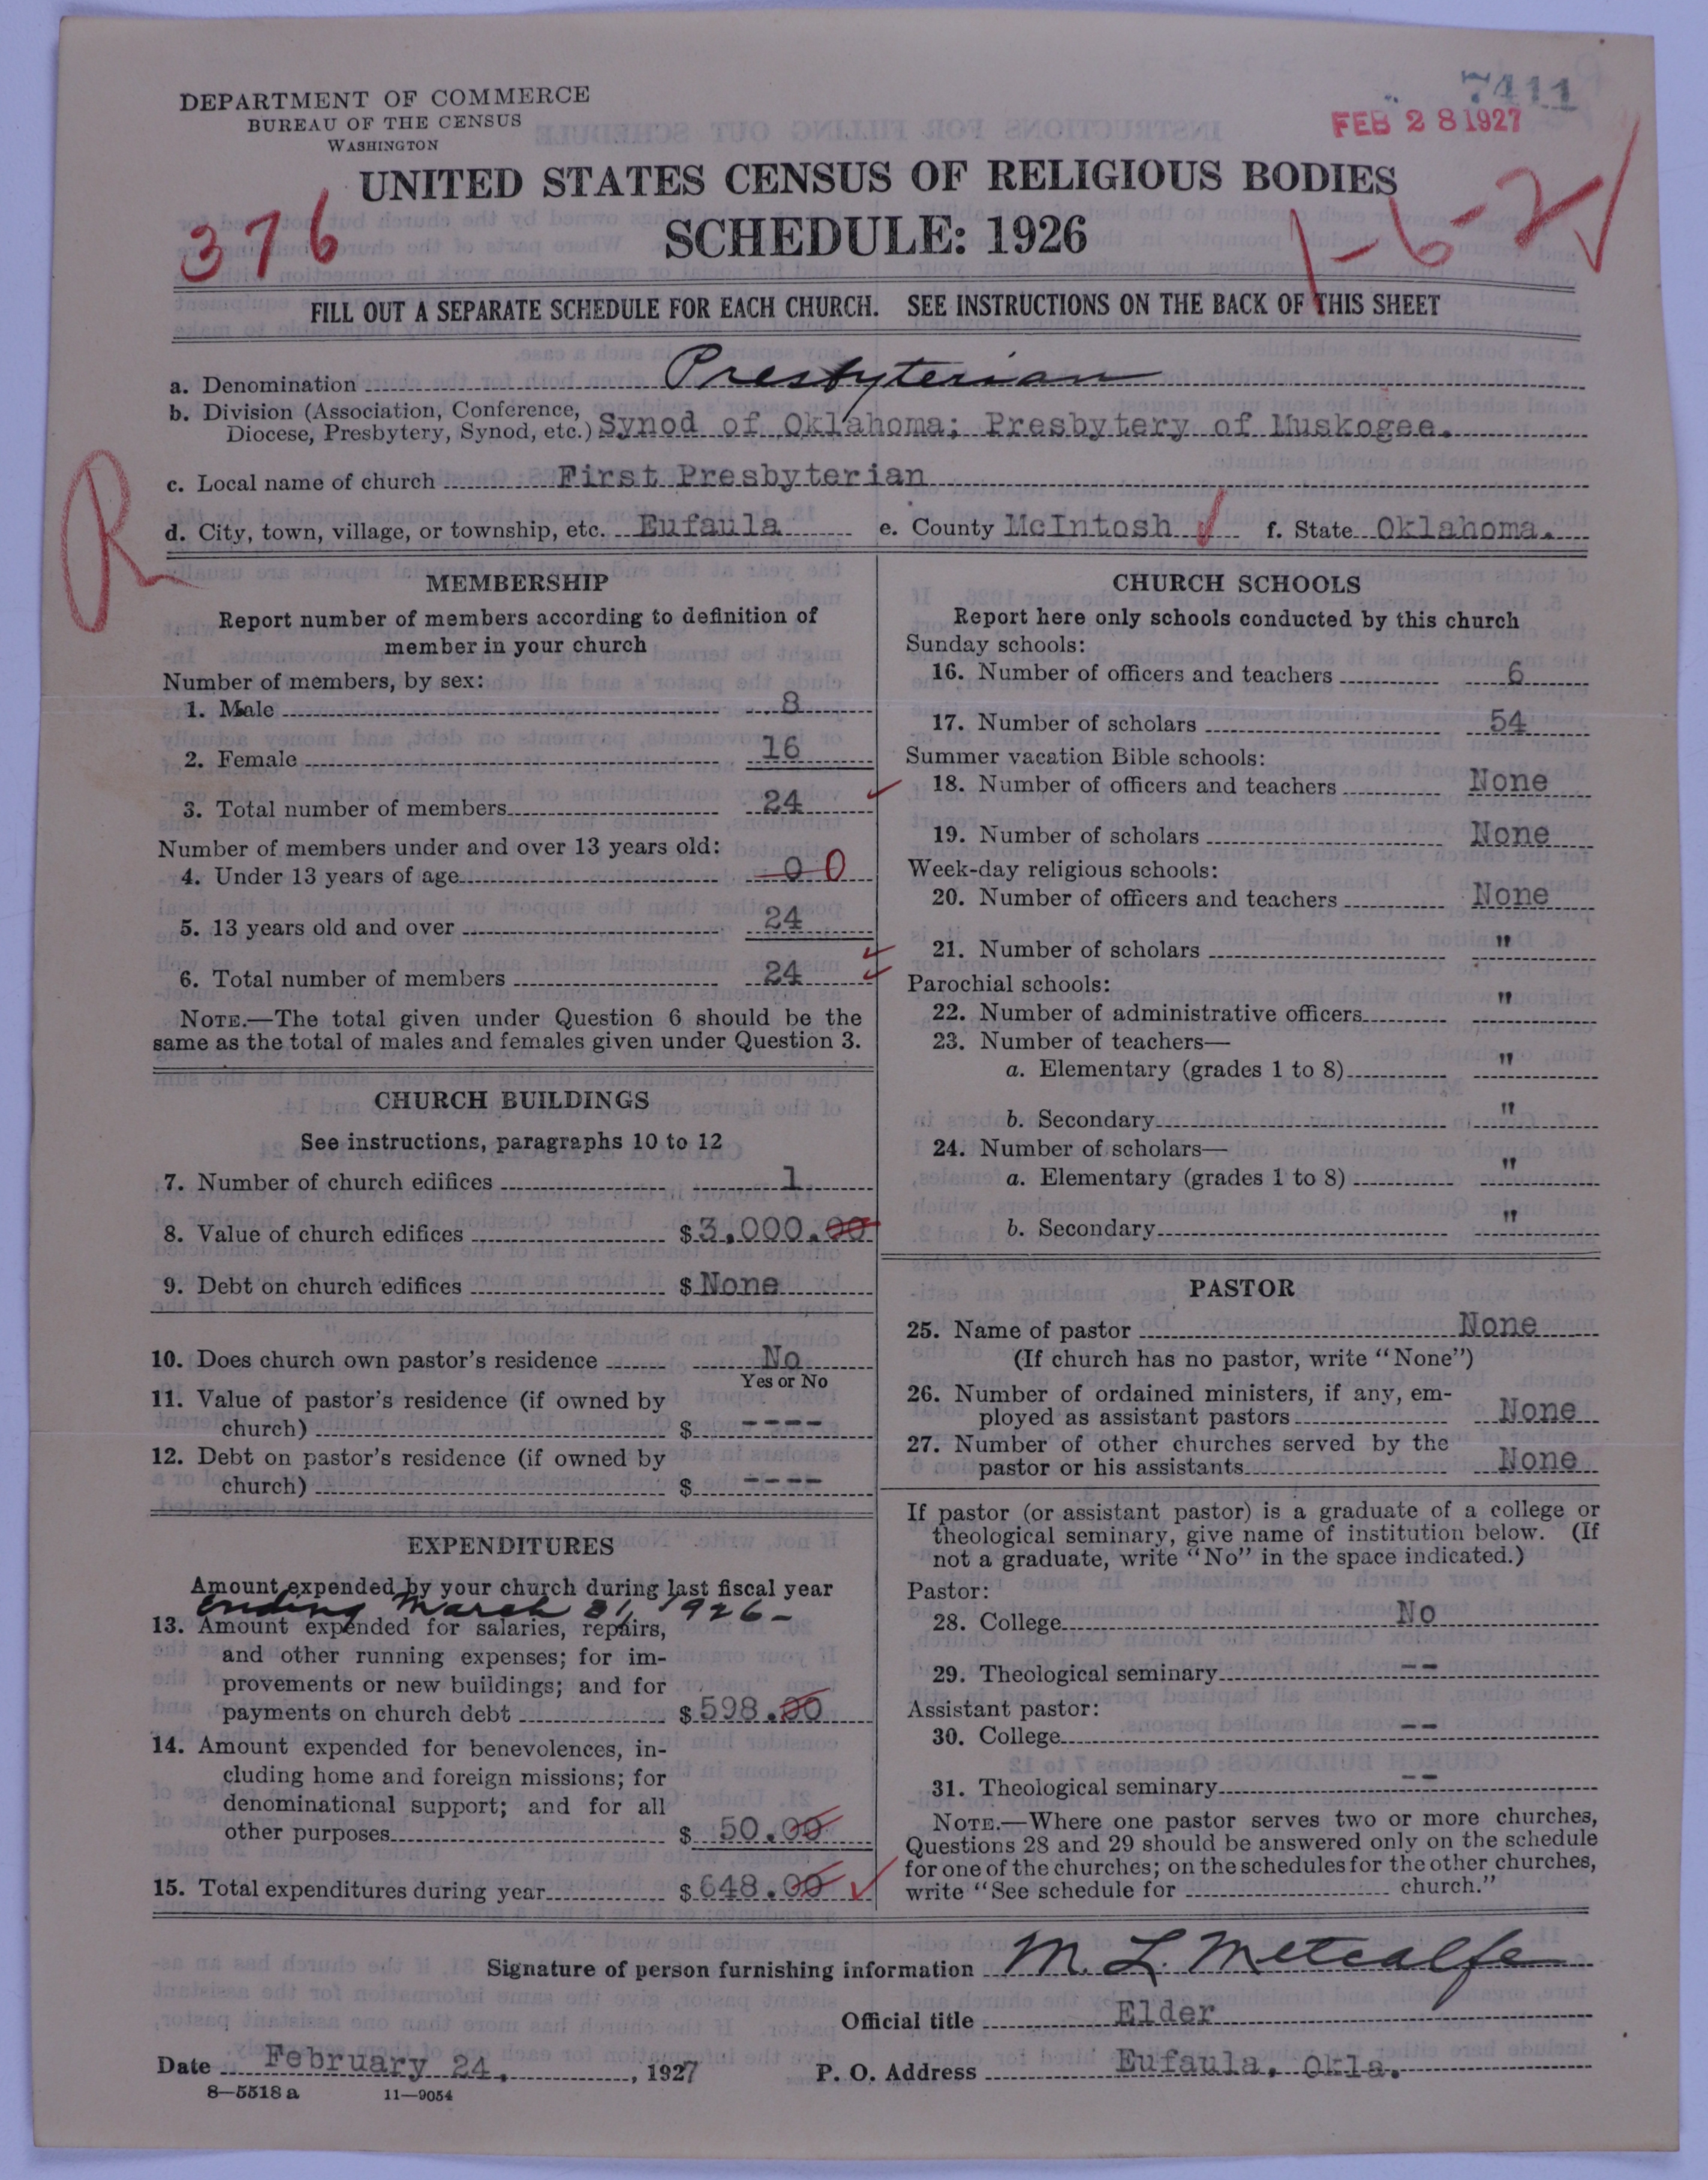 DEPARTMENT OF COMMERCE
BUREAU OF THE CENSUS
WASHINGTON
7411
FEB 28 1927
UNITED STATES CENSUS OF RELIGIOUS BODIES
SCHEDULE: 1926
376
1-6-2
FILL OUT A SEPARATE SCHEDULE FOR EACH CHURCH. SEE INSTRUCTIONS ON THE BACK OF THIS SHEET
a. Denomination Presbyterian
b. Division (Association, Conference, Diocese, Presbytery, Synod, etc.) Synod of Oklahoma; Presbytery of Muskogee.
c. Local name of church First Presbyterian
d. City, town, village, or township, etc. Eufaula e. County McIntosh f. State Oklahoma.
R
MEMBERSHIP
Report number of members according to definition of
member in your church
Number of members, by sex:
1. Male 8
2. Female 16
3. Total number of members 24
Number of members under and over 13 years old:
4. Under 13 years of age 0 0
5. 13 years old and over 24
6. Total number of members 24
NOTE.—The total given under Question 6 should be the
same as the total of males and females given under Question 3.
CHURCH BUILDINGS
See instructions, paragraphs 10 to 12
7. Number of church edifices 1
8. Value of church edifices $3,000.00
9. Debt on church edifices $None
10. Does church own pastor's residence No
Yes or No
11. Value of pastor's residence (if owned by
church) $ ----
12. Debt on pastor's residence (if owned by
church) $ ----
EXPENDITURES
Amount expended by your church during last fiscal year
ending March 31, 1926-
13. Amount expended for salaries, repairs,
and other running expenses; for im-
provements or new buildings; and for
payments on church debt $598.00
14. Amount expended for benevolences, in-
cluding home and foreign missions; for
denominational support; and for all
other purposes $ 50.00
15. Total expenditures during year $648.00
CHURCH SCHOOLS
Report here only schools conducted by this church
Sunday schools:
16. Number of officers and teachers 6
17. Number of scholars 54
Summer vacation Bible schools:
18. Number of officers and teachers None
19. Number of scholars None
Week-day religious schools:
20. Number of officers and teachers None
21. Number of scholars "
Parochial schools:
22. Number of administrative officers "
23. Number of teachers—
a. Elementary (grades 1 to 8) "
b. Secondary "
24. Number of scholars—
a. Elementary (grades 1 to 8) "
b. Secondary "
PASTOR
25. Name of pastor None
(If church has no pastor, write "None")
26. Number of ordained ministers, if any, em-
ployed as assistant pastors None
27. Number of other churches served by the
pastor or his assistants None
If pastor (or assistant pastor) is a graduate of a college or
theological seminary, give name of institution below. (If
not a graduate, write "No" in the space indicated.)
Pastor:
28. College No
29. Theological seminary --
Assistant pastor:
30. College --
31. Theological seminary --
NOTE.—Where one pastor serves two or more churches,
Questions 28 and 29 should be answered only on the schedule
for one of the churches; on the schedules for the other churches,
write "See schedule for church."
Signature of person furnishing information M. L. Metcalfe
Official title Elder
Date February 24, 1927 P. O. Address Eufaula, Okla.
8—5518 a 11—9054